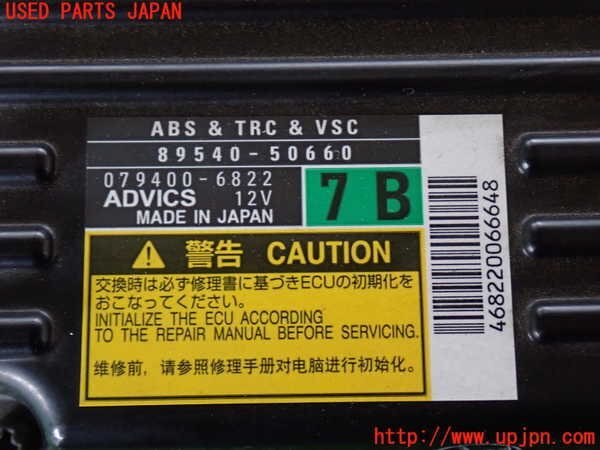 USED PARTS JAPAN
ABS & TRC & VSC
89540-50660
079400-6822
ADVICS 12V
MADE IN JAPAN
7 B
警告 CAUTION
交換時は必ず修理書に基づきECUの初期化を
おこなってください。
INITIALIZE THE ECU ACCORDING
TO THE REPAIR MANUAL BEFORE SERVICING.
维修前，请参照修理手册对电脑进行初始化。
468220066648
http://www.upjpn.com/